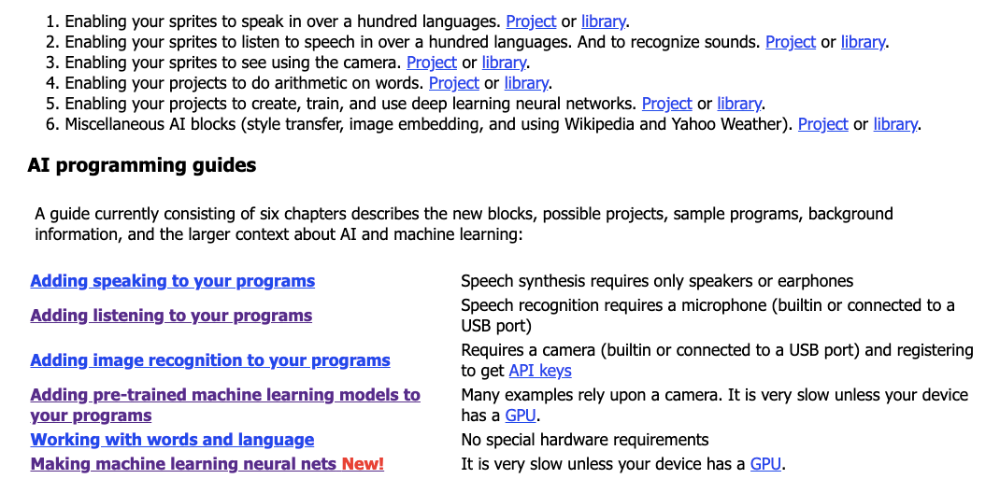 1. Enabling your sprites to speak in over a hundred languages. Project or library.
2. Enabling your sprites to listen to speech in over a hundred languages. And to recognize sounds. Project or library.
3. Enabling your sprites to see using the camera. Project or library.
4. Enabling your projects to do arithmetic on words. Project or library.
5. Enabling your projects to create, train, and use deep learning neural networks. Project or library.
6. Miscellaneous AI blocks (style transfer, image embedding, and using Wikipedia and Yahoo Weather). Project or library.
AI programming guides
A guide currently consisting of six chapters describes the new blocks, possible projects, sample programs, background
information, and the larger context about AI and machine learning:
Adding speaking to your programs
Speech synthesis requires only speakers or earphones
Adding listening to your programs
Speech recognition requires a microphone (builtin or connected to a
USB port)
Adding image recognition to your programs
Requires a camera (builtin or connected to a USB port) and registering
to get API keys
Adding pre-trained machine learning models to
your programs
Many examples rely upon a camera. It is very slow unless your device
has a GPU.
Working with words and language
No special hardware requirements
Making machine learning neural nets New!
It is very slow unless your device has a GPU.